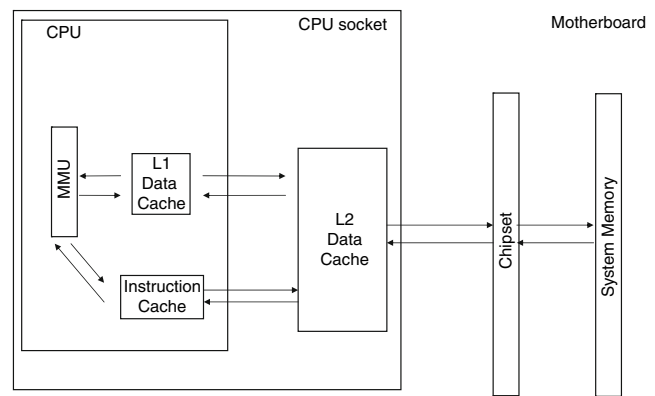 CPU
CPU socket
Motherboard
MMU
L1
Data
Cache
L2
Data
Cache
Instruction
Cache
Chipset
System Memory